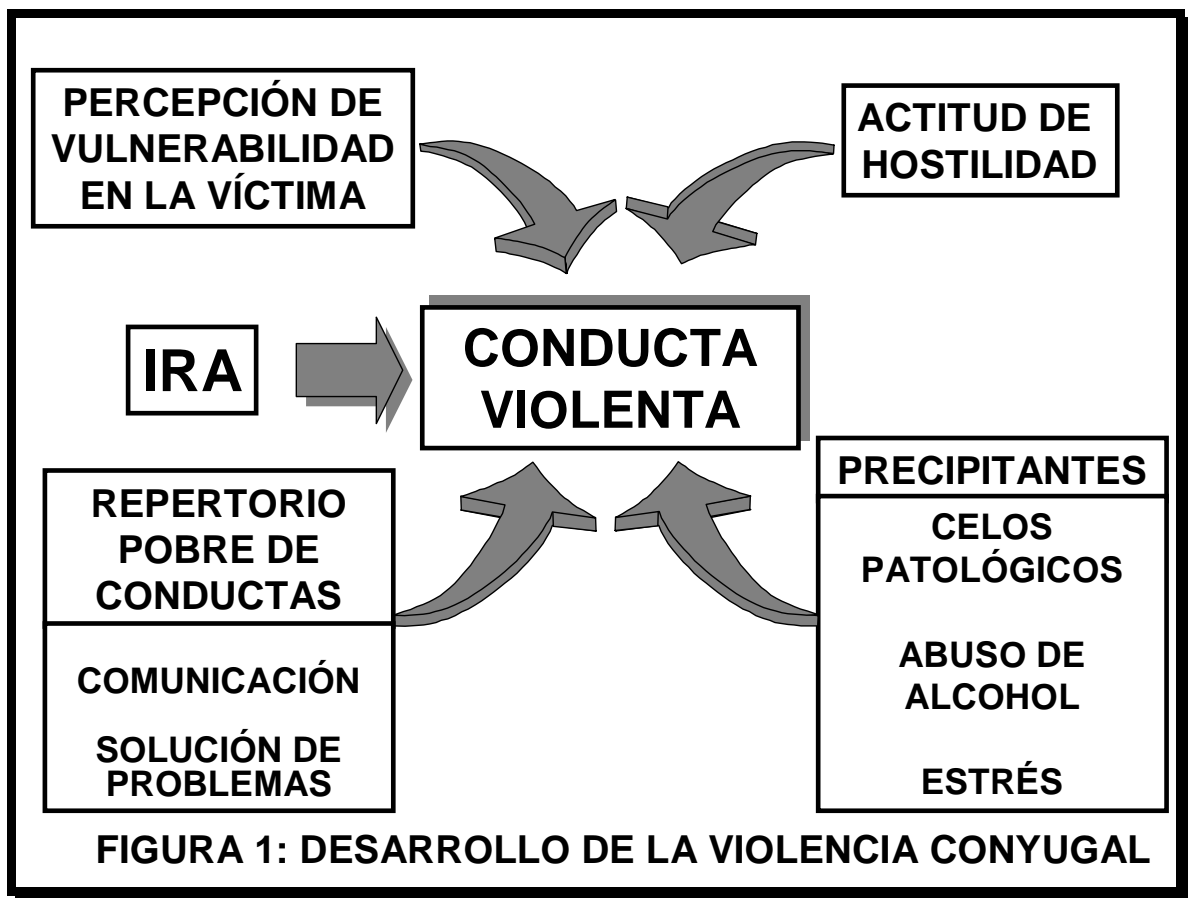 PERCEPCIÓN DE
VULNERABILIDAD
EN LA VÍCTIMA
ACTITUD DE
HOSTILIDAD
IRA
CONDUCTA
VIOLENTA
REPERTORIO
POBRE DE
CONDUCTAS
COMUNICACIÓN
SOLUCIÓN DE
PROBLEMAS
PRECIPITANTES
CELOS
PATOLÓGICOS
ABUSO DE
ALCOHOL
ESTRÉS
FIGURA 1: DESARROLLO DE LA VIOLENCIA CONYUGAL